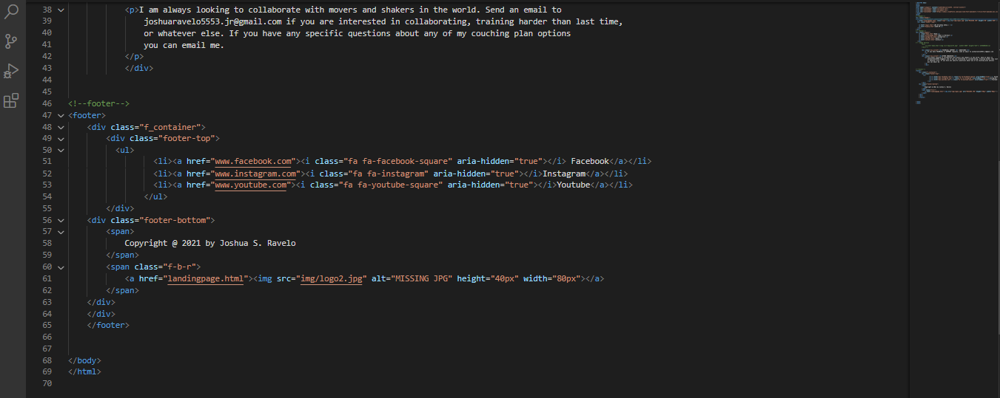 38 <p>I am always looking to collaborate with movers and shakers in the world. Send an email to
39 joshuaravelo5553.jr@gmail.com if you are interested in collaborating, training harder than last time,
40 or whatever else. If you have any specific questions about any of my couching plan options
41 you can email me.
42 </p>
43 </div>
44
45
46 <!--footer-->
47 <footer>
48 <div class="f_container">
49 <div class="footer-top">
50 <ul>
51 <li><a href="www.facebook.com"><i class="fa fa-facebook-square" aria-hidden="true"></i> Facebook</a></li>
52 <li><a href="www.instagram.com"><i class="fa fa-instagram" aria-hidden="true"></i>Instagram</a></li>
53 <li><a href="www.youtube.com"><i class="fa fa-youtube-square" aria-hidden="true"></i>Youtube</a></li>
54 </ul>
55 </div>
56 <div class="footer-bottom">
57 <span>
58 Copyright @ 2021 by Joshua S. Ravelo
59 </span>
60 <span class="f-b-r">
61 <a href="landingpage.html"><img src="img/logo2.jpg" alt="MISSING JPG" height="40px" width="80px"></a>
62 </span>
63 </div>
64 </div>
65 </footer>
66
67
68 </body>
69 </html>
70